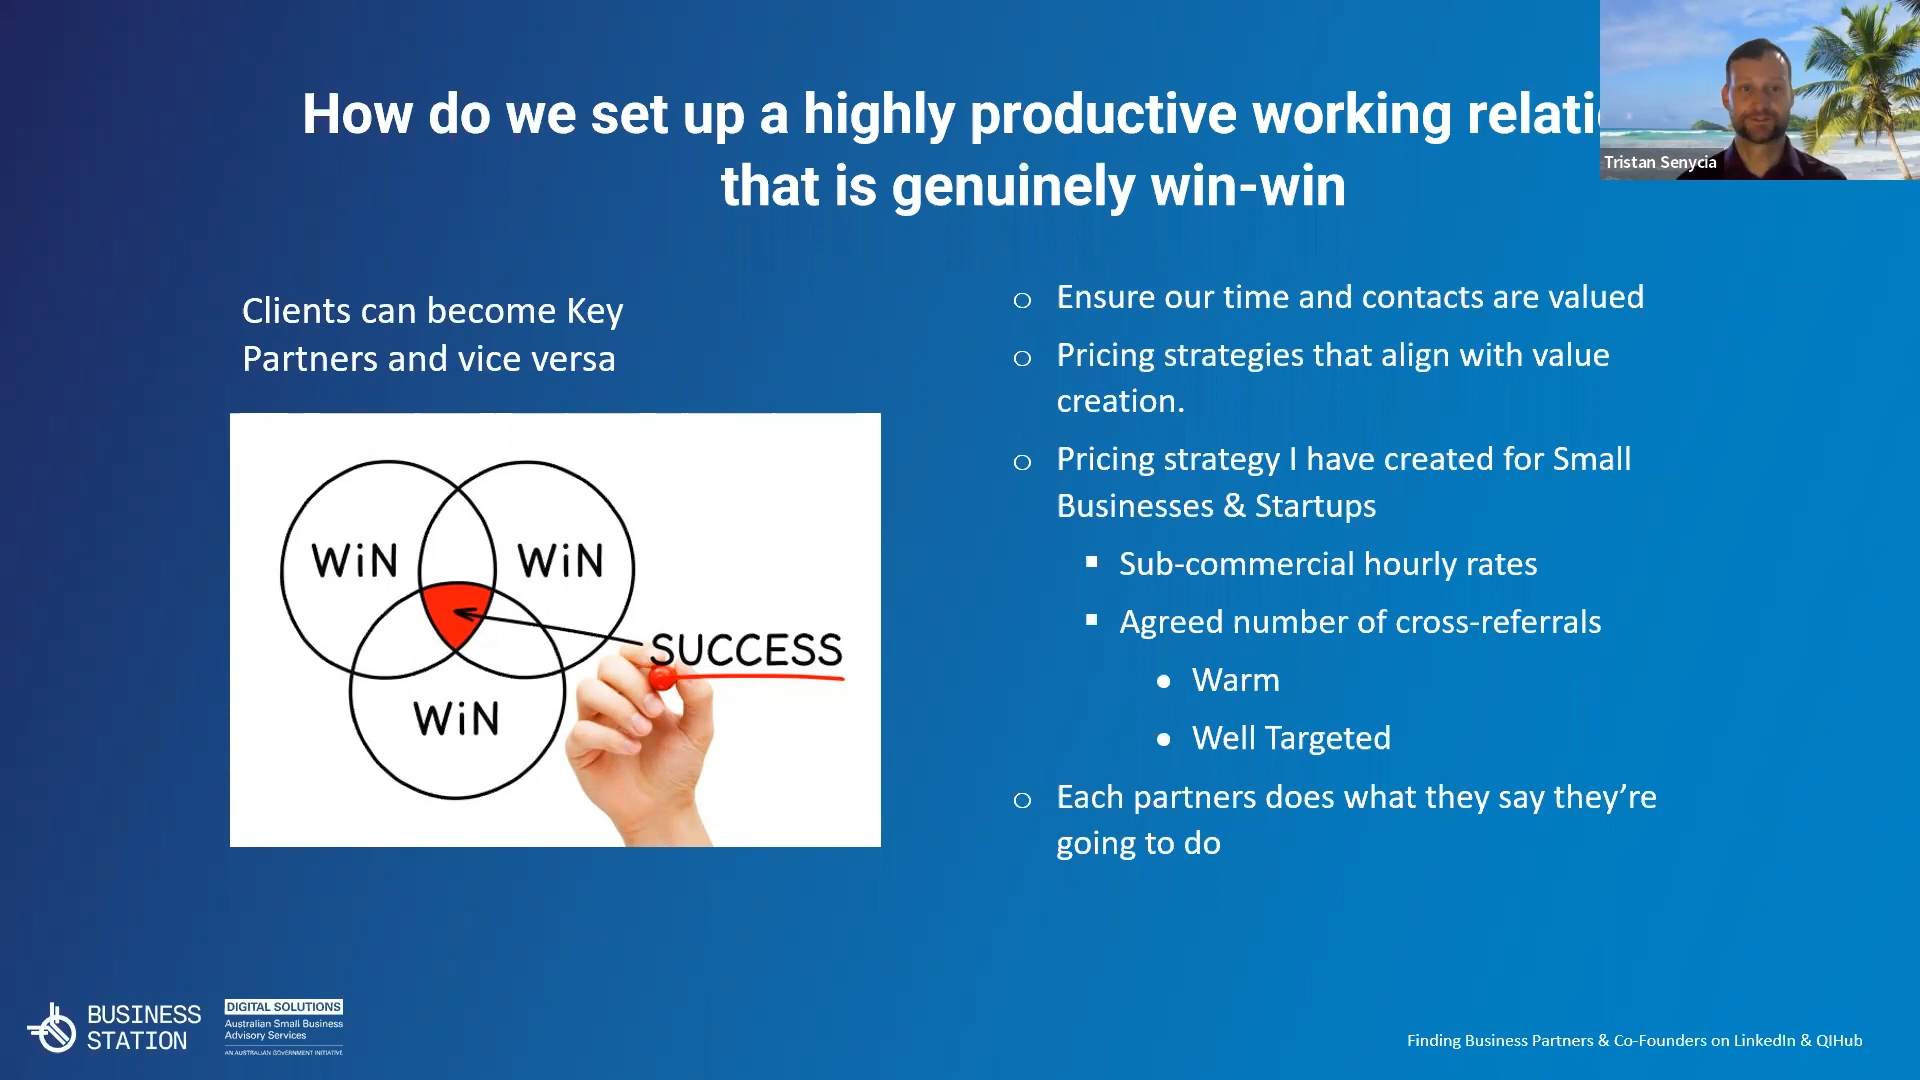 How do we set up a highly productive working relati
that is genuinely win-win
Tristan Senycia
Clients can become Key
Partners and vice versa
WiN
WiN
WiN
SUCCESS
o Ensure our time and contacts are valued
o Pricing strategies that align with value
creation.
o Pricing strategy I have created for Small
Businesses & Startups
▪ Sub-commercial hourly rates
▪ Agreed number of cross-referrals
• Warm
• Well Targeted
o Each partners does what they say they’re
going to do
BUSINESS
STATION
DIGITAL SOLUTIONS
Australian Small Business
Advisory Services
AN AUSTRALIAN GOVERNMENT INITIATIVE
Finding Business Partners & Co-Founders on LinkedIn & QIHub